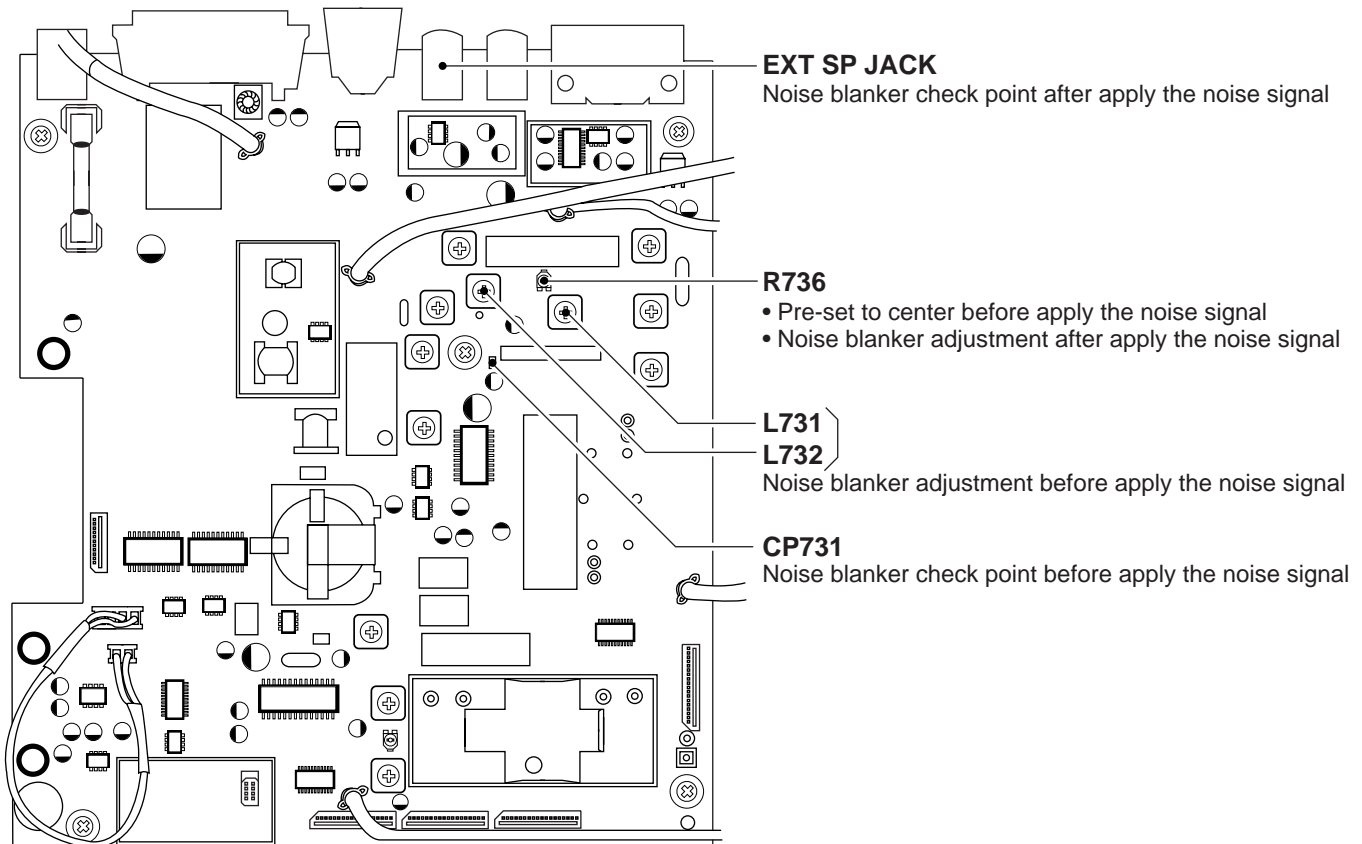 EXT SP JACK
Noise blanker check point after apply the noise signal
R736
• Pre-set to center before apply the noise signal
• Noise blanker adjustment after apply the noise signal
L731
L732
Noise blanker adjustment before apply the noise signal
CP731
Noise blanker check point before apply the noise signal